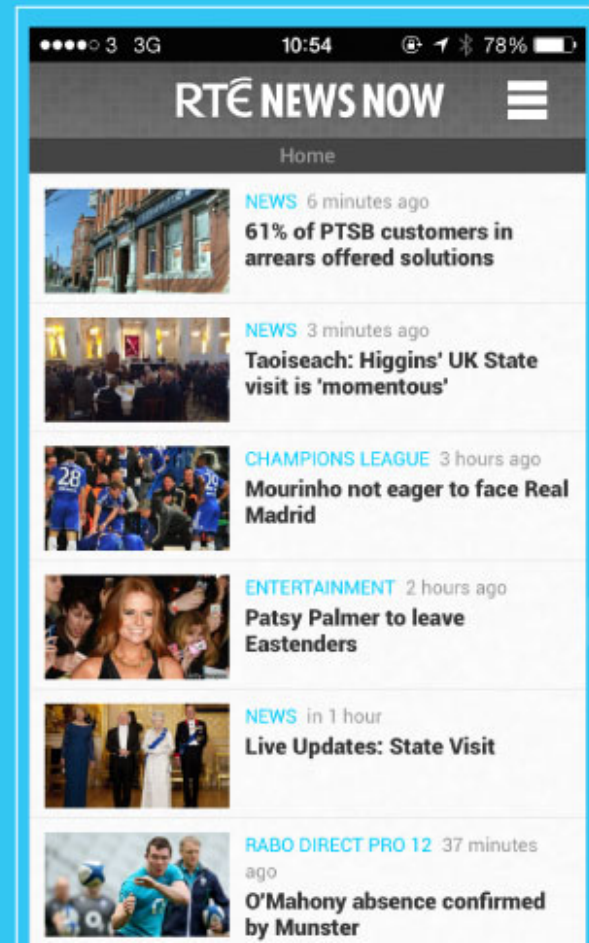 3 3G 10:54 78%
RTÉ NEWS NOW
Home
NEWS 6 minutes ago
61% of PTSB customers in
arrears offered solutions
NEWS 3 minutes ago
Taoiseach: Higgins' UK State
visit is 'momentous'
CHAMPIONS LEAGUE 3 hours ago
Mourinho not eager to face Real
Madrid
28
29
ENTERTAINMENT 2 hours ago
Patsy Palmer to leave
Eastenders
NEWS in 1 hour
Live Updates: State Visit
RABO DIRECT PRO 12 37 minutes
ago
O'Mahony absence confirmed
by Munster